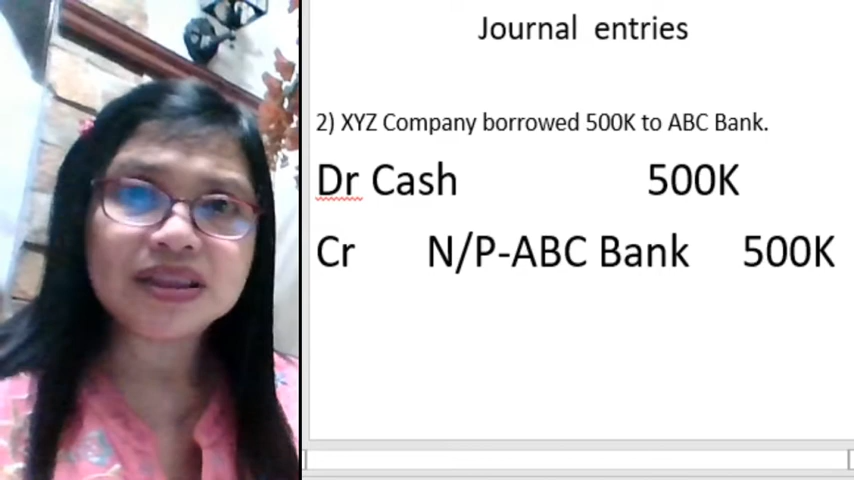 Journal entries
2) XYZ Company borrowed 500K to ABC Bank.
Dr Cash 500K
Cr N/P-ABC Bank 500K